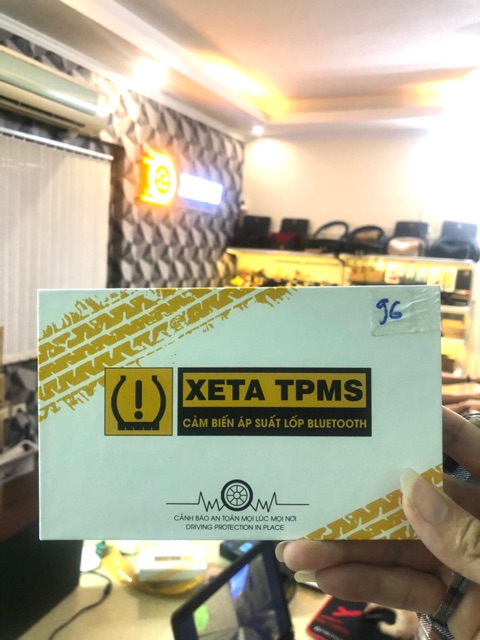 96
XETA TPMS
CẢM BIẾN ÁP SUẤT LỐP BLUETOOTH
CẢNH BÁO AN TOÀN MỌI LÚC MỌI NƠI
DRIVING PROTECTION IN PLACE